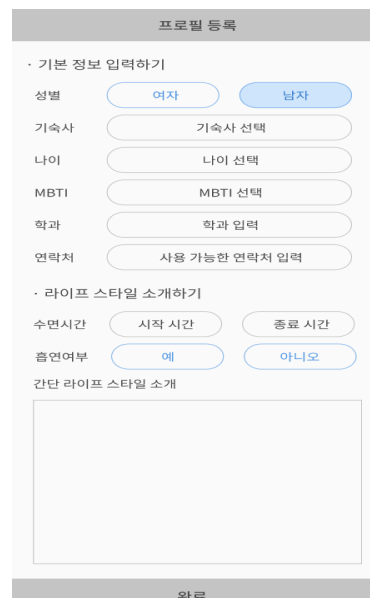 프로필 등록
· 기본 정보 입력하기
성별 여자 남자
기숙사 기숙사 선택
나이 나이 선택
MBTI MBTI 선택
학과 학과 입력
연락처 사용 가능한 연락처 입력
· 라이프 스타일 소개하기
수면시간 시작 시간 종료 시간
흡연여부 예 아니오
간단 라이프 스타일 소개
완료